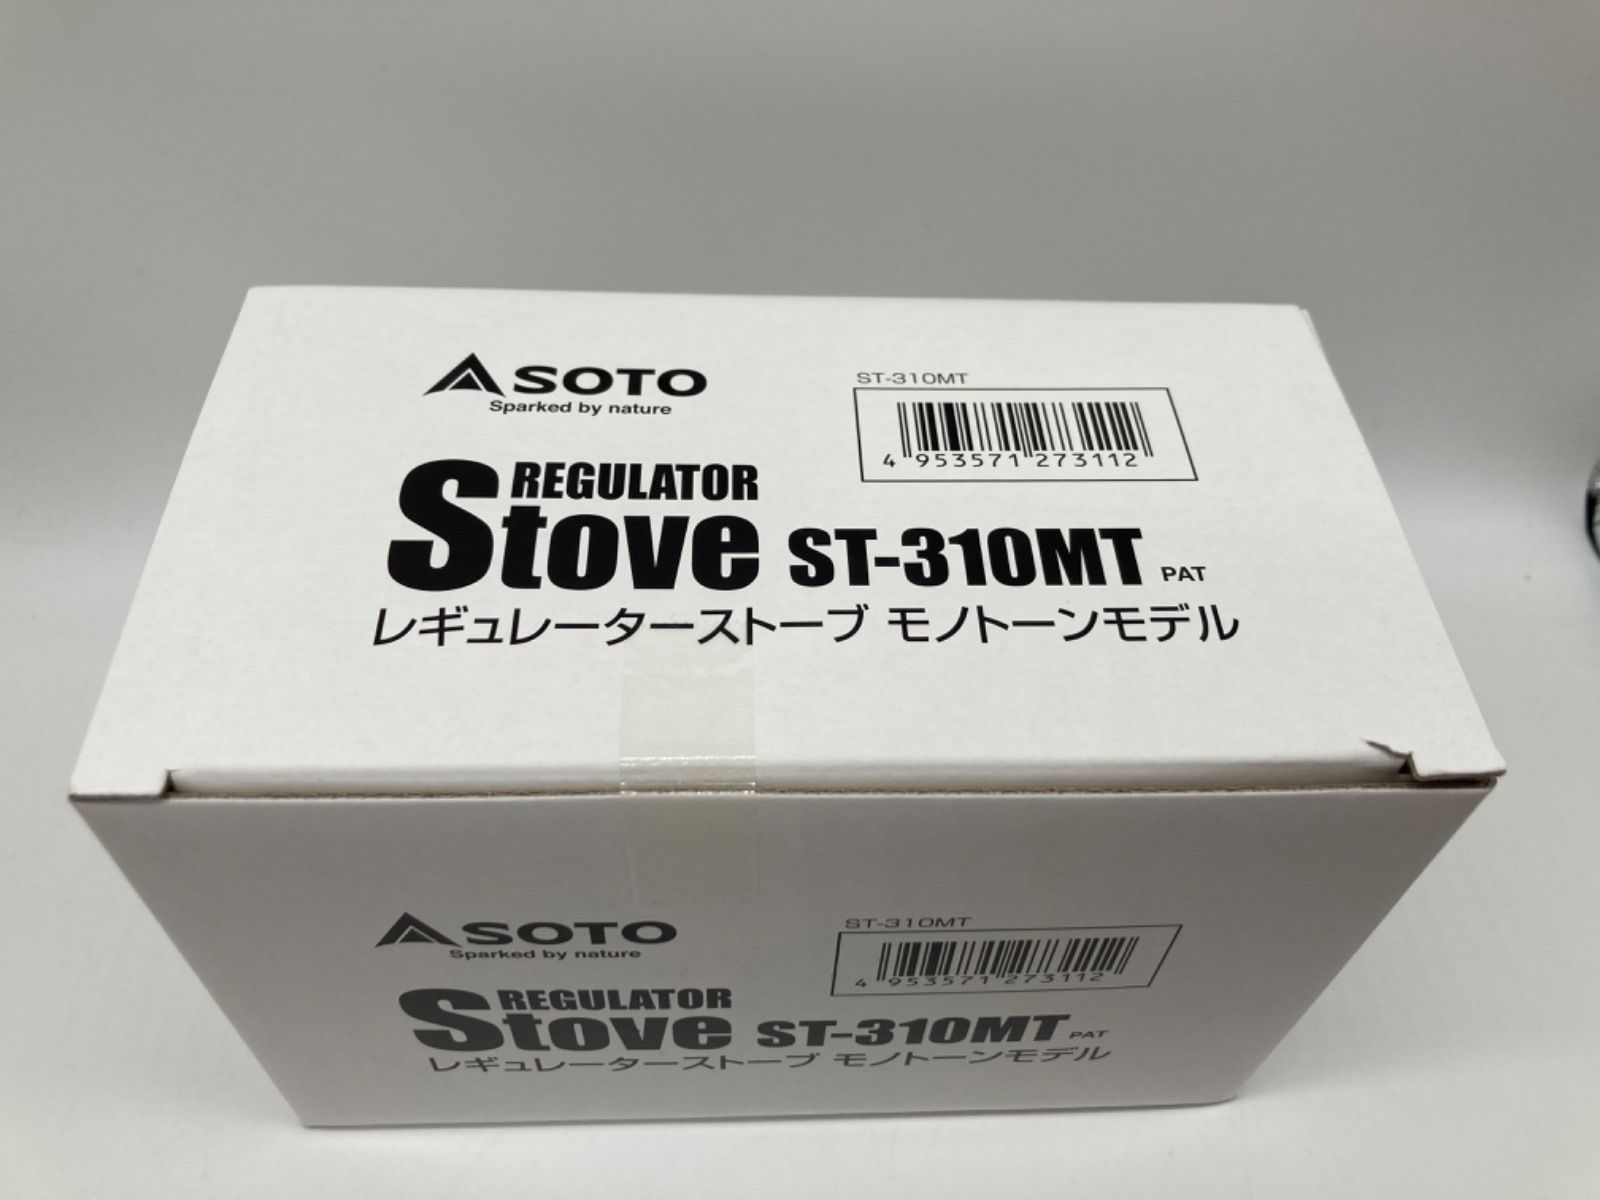 SOTO
Sparked by nature
ST-310MT
4 953571 273112
REGULATOR
Stove ST-310MT PAT
レギュレーターストーブ モノトーンモデル
SOTO
Sparked by nature
ST-310MT
4 953571 273112
REGULATOR
Stove ST-310MT PAT
レギュレーターストーブ モノトーンモデル